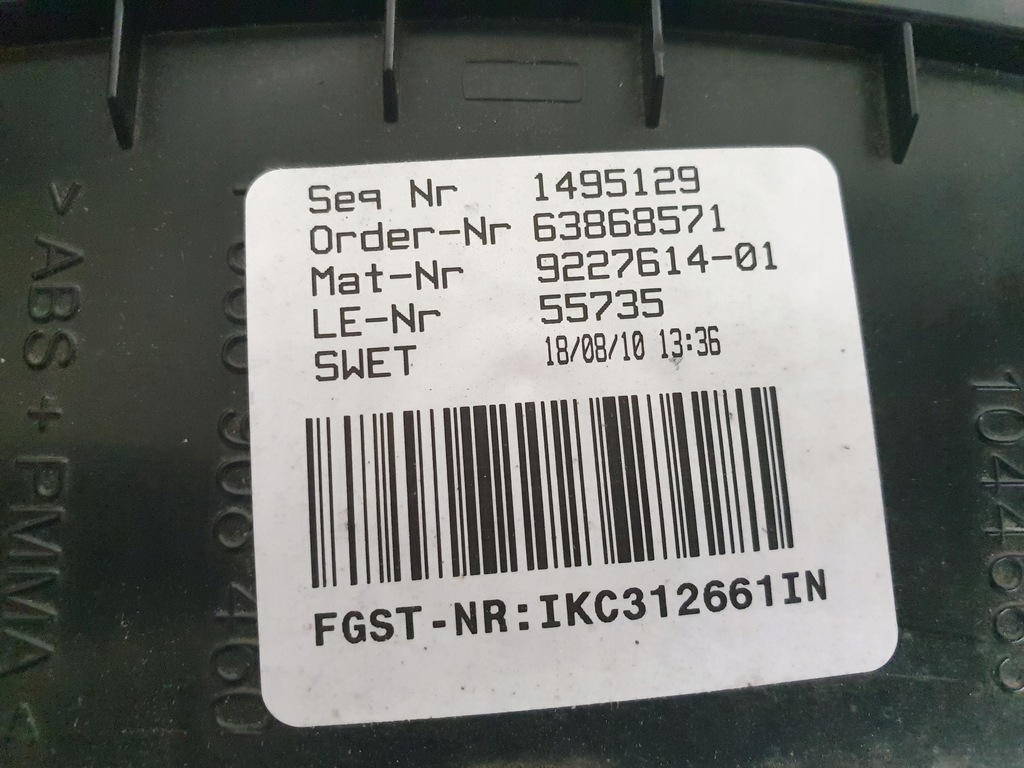 Seq Nr 1495129
Order-Nr 63868571
Mat-Nr 9227614-01
LE-Nr 55735
SWET 18/08/10 13:36
FGST-NR:IKC312661IN
>ABS+PMMA<